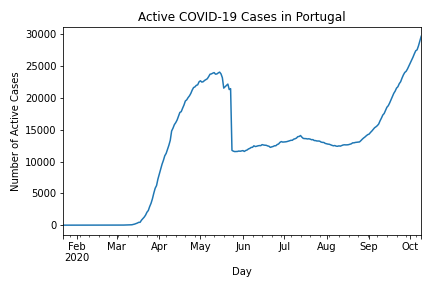 Active COVID-19 Cases in Portugal
Number of Active Cases
30000
25000
20000
15000
10000
5000
0
Feb Mar Apr May Jun Jul Aug Sep Oct
2020
Day